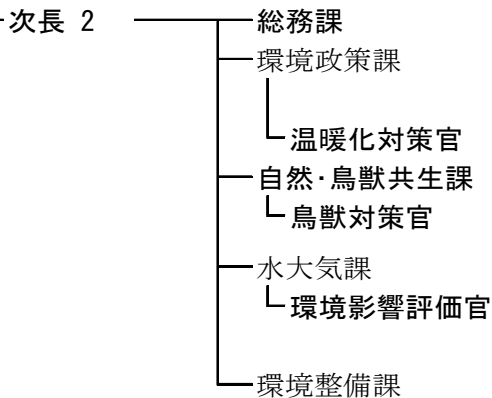 次長 2
総務課
環境政策課
温暖化対策官
自然・鳥獣共生課
鳥獣対策官
水大気課
環境影響評価官
環境整備課